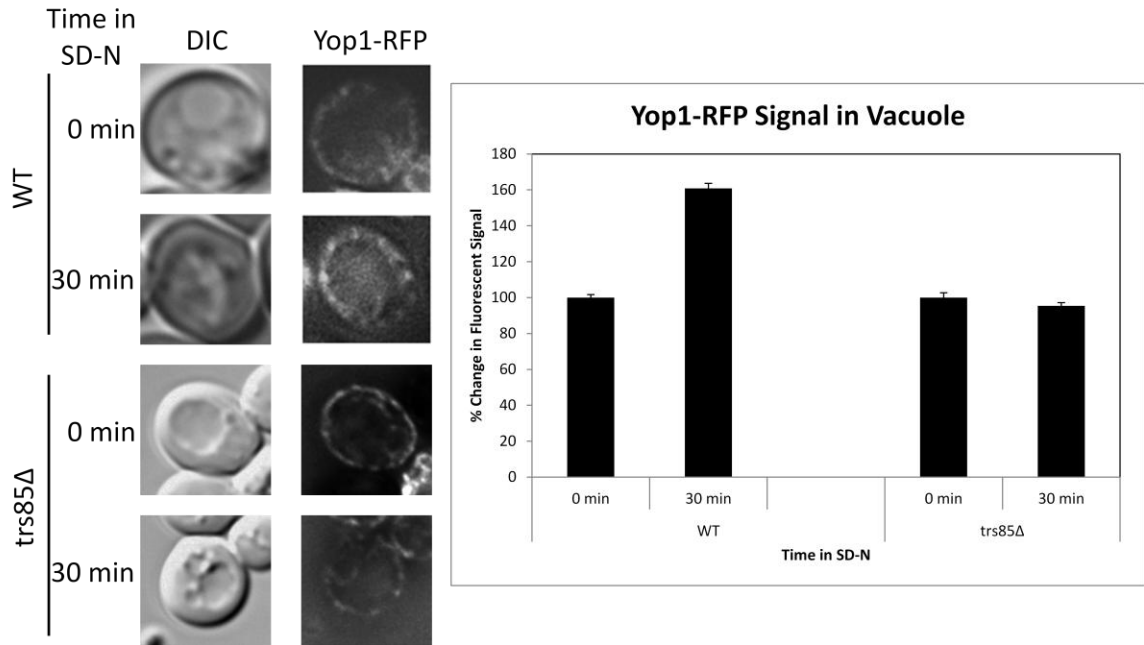 Time in
SD-N
DIC
Yop1-RFP
WT
0 min
30 min
trs85Δ
0 min
30 min
Yop1-RFP Signal in Vacuole
% Change in Fluorescent Signal
180
160
140
120
100
80
60
40
20
0
0 min
30 min
0 min
30 min
WT
trs85Δ
Time in SD-N